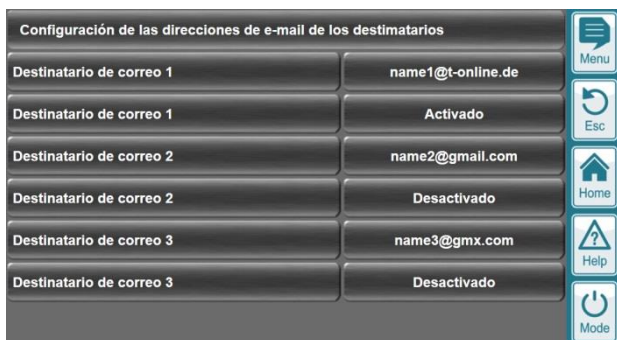 Configuración de las direcciones de e-mail de los destimatarios
Menu
Destinatario de correo 1 name1@t-online.de
Destinatario de correo 1 Activado
Esc
Destinatario de correo 2 name2@gmail.com
Destinatario de correo 2 Desactivado
Home
Destinatario de correo 3 name3@gmx.com
Help
Destinatario de correo 3 Desactivado
Mode